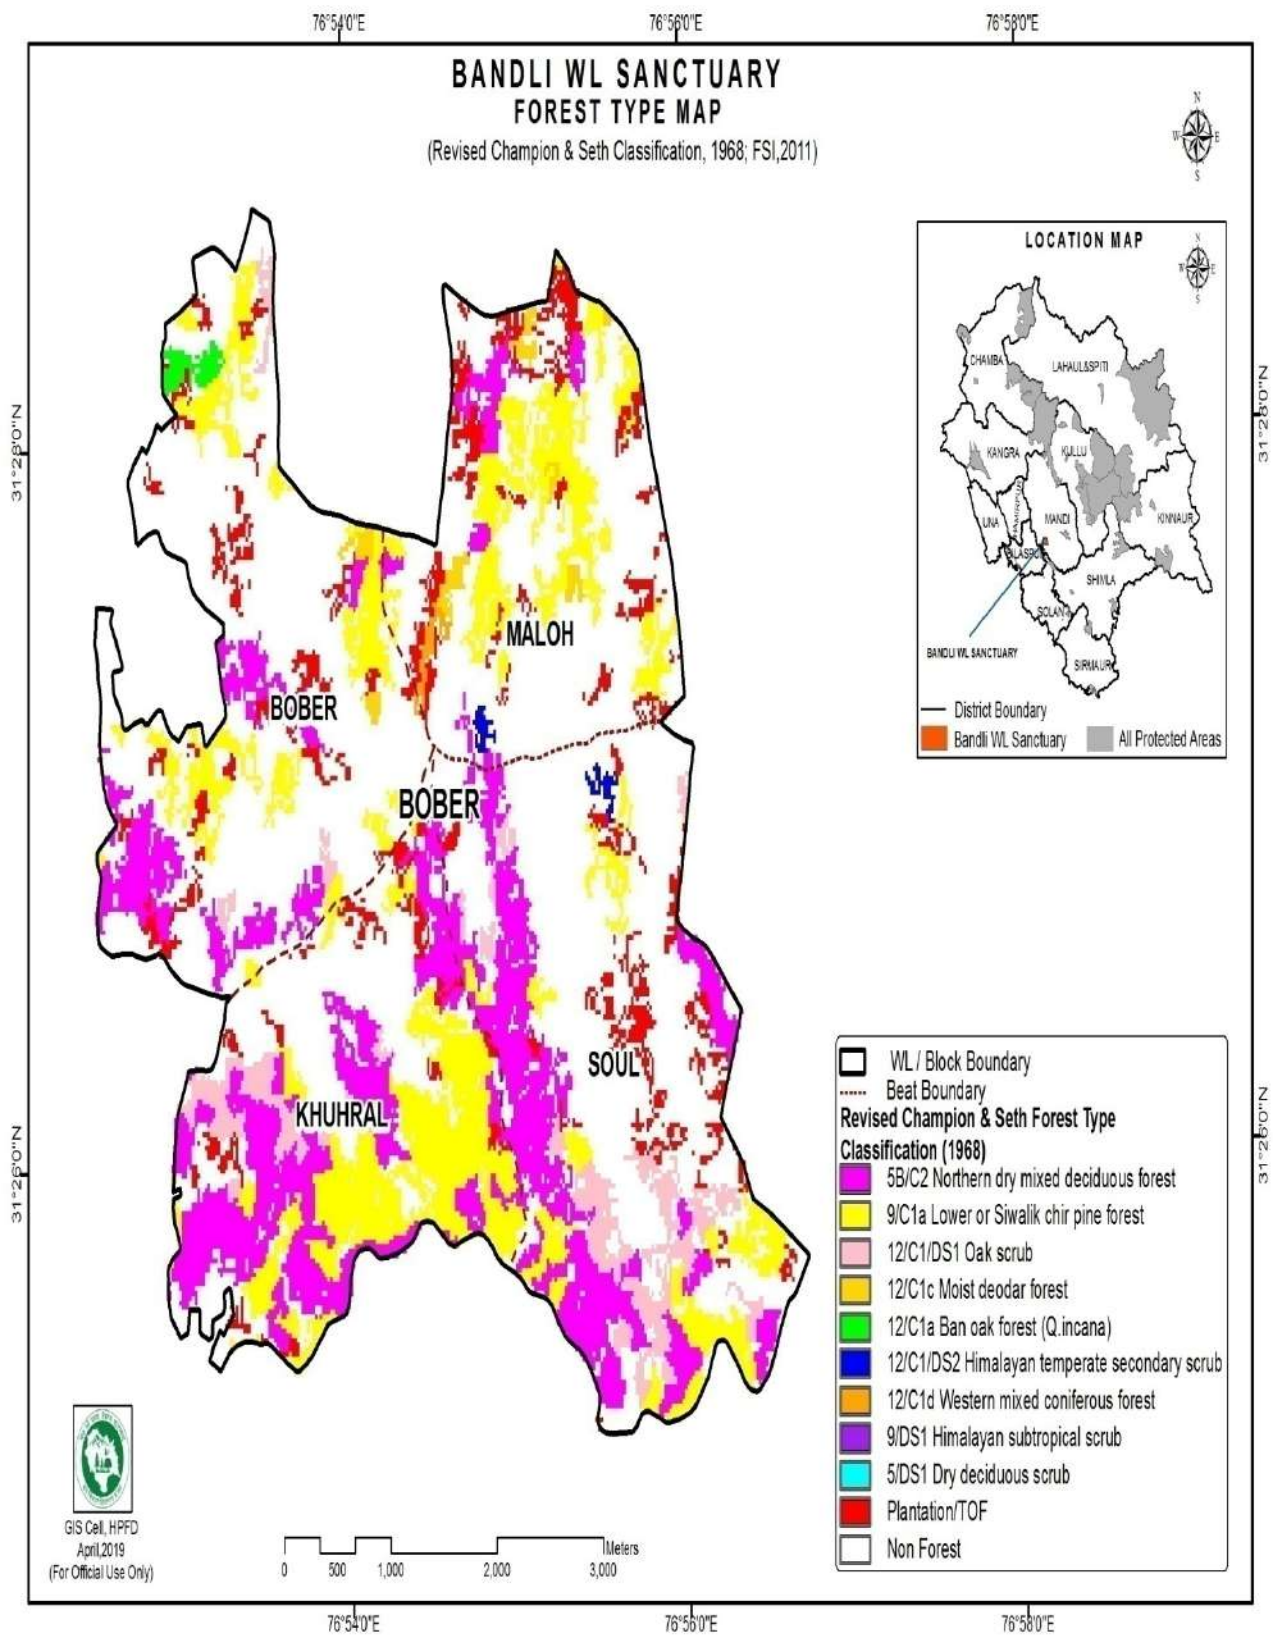 76°54'0"E 76°56'0"E 76°58'0"E
BANDLI WL SANCTUARY
FOREST TYPE MAP
(Revised Champion & Seth Classification, 1968; FSI,2011)
N
W E
S
LOCATION MAP
N
W E
S
CHAMBA
LAHAUL&SPITI
KANGRA
KULLU
UNA
HAMIRPUR
MANDI
KINNAUR
BILASPUR
SHIMLA
SOLAN
BANDLI WL SANCTUARY
SIRMAUR
District Boundary
Bandli WL Sanctuary
All Protected Areas
31°28'0"N
31°28'0"N
MALOH
BOBER
BOBER
SOUL
KHUHRAL
31°26'0"N
31°26'0"N
WL / Block Boundary
Beat Boundary
Revised Champion & Seth Forest Type
Classification (1968)
5B/C2 Northern dry mixed deciduous forest
9/C1a Lower or Siwalik chir pine forest
12/C1/DS1 Oak scrub
12/C1c Moist deodar forest
12/C1a Ban oak forest (Q.incana)
12/C1/DS2 Himalayan temperate secondary scrub
12/C1d Western mixed coniferous forest
9/DS1 Himalayan subtropical scrub
5/DS1 Dry deciduous scrub
Plantation/TOF
Non Forest
GIS Cell, HPFD
April,2019
(For Official Use Only)
Meters
0 500 1,000 2,000 3,000
76°54'0"E 76°56'0"E 76°58'0"E